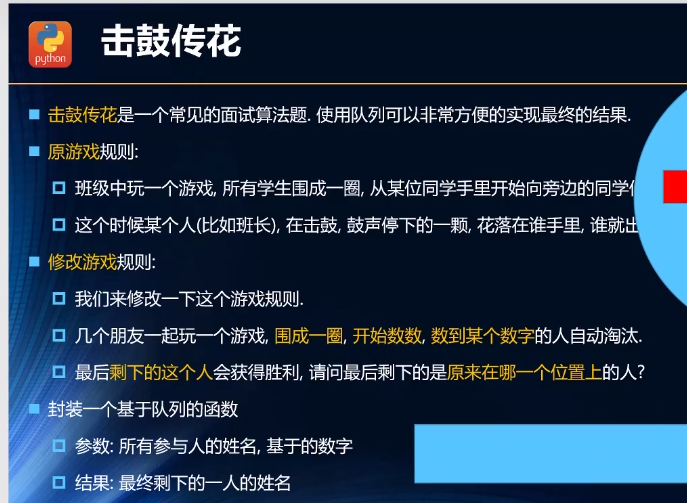 python
击鼓传花
击鼓传花是一个常见的面试算法题. 使用队列可以非常方便的实现最终的结果.
原游戏规则:
班级中玩一个游戏, 所有学生围成一圈, 从某位同学手里开始向旁边的同学
这个时候某个人(比如班长), 在击鼓, 鼓声停下的一颗, 花落在谁手里, 谁就出
修改游戏规则:
我们来修改一下这个游戏规则.
几个朋友一起玩一个游戏, 围成一圈, 开始数数, 数到某个数字的人自动淘汰.
最后剩下的这个人会获得胜利, 请问最后剩下的是原来在哪一个位置上的人?
封装一个基于队列的函数
参数: 所有参与人的姓名, 基于的数字
结果: 最终剩下的一人的姓名